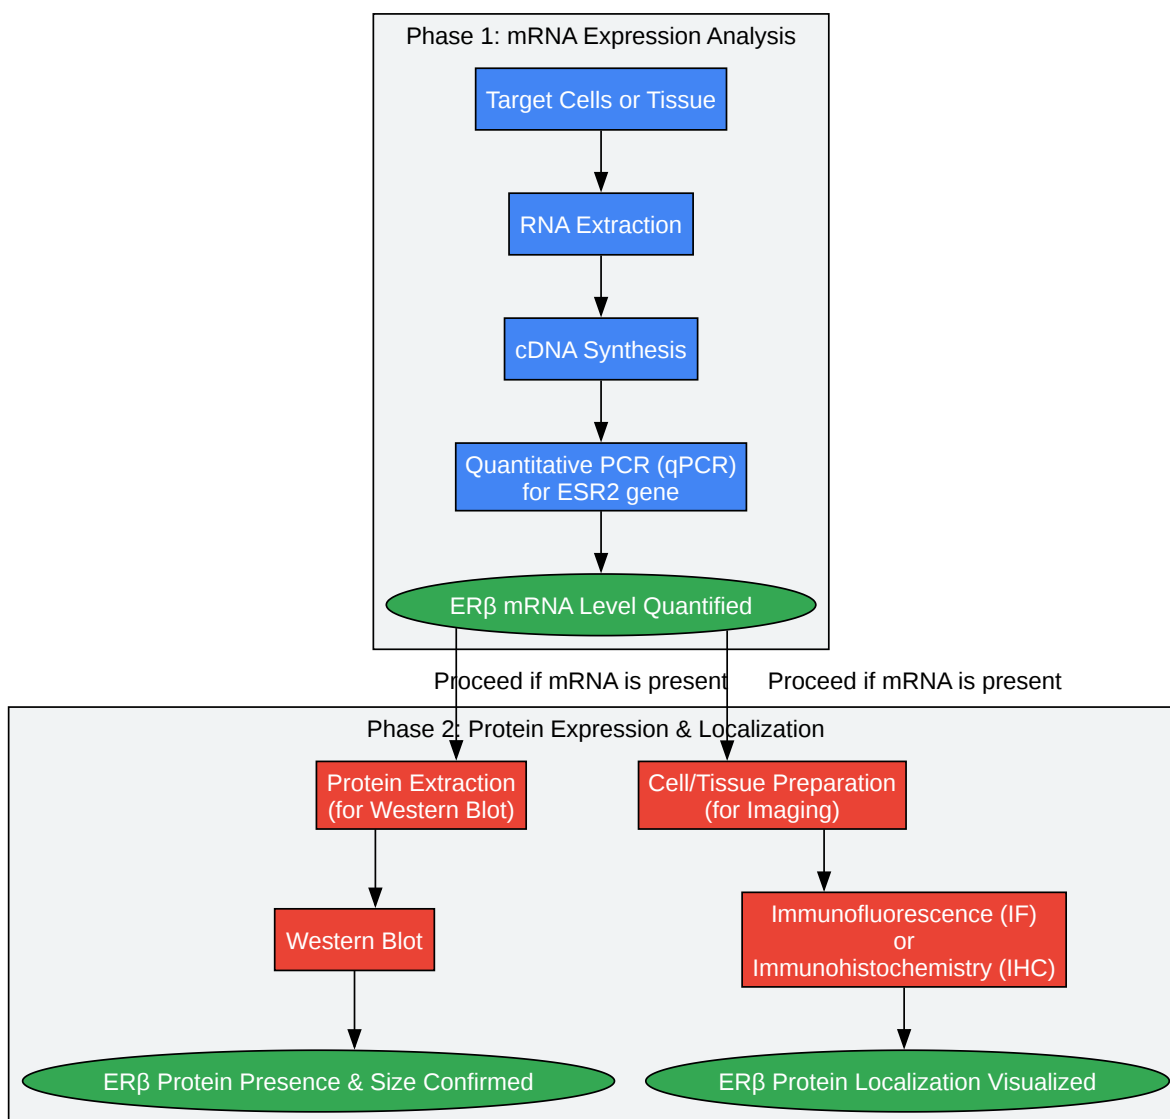 Phase 1: mRNA Expression Analysis
Target Cells or Tissue
RNA Extraction
cDNA Synthesis
Quantitative PCR (qPCR)
for ESR2 gene
ERβ mRNA Level Quantified
Proceed if mRNA is present
Proceed if mRNA is present
Phase 2: Protein Expression & Localization
Protein Extraction
(for Western Blot)
Cell/Tissue Preparation
(for Imaging)
Western Blot
Immunofluorescence (IF)
or
Immunohistochemistry (IHC)
ERβ Protein Presence & Size Confirmed
ERβ Protein Localization Visualized